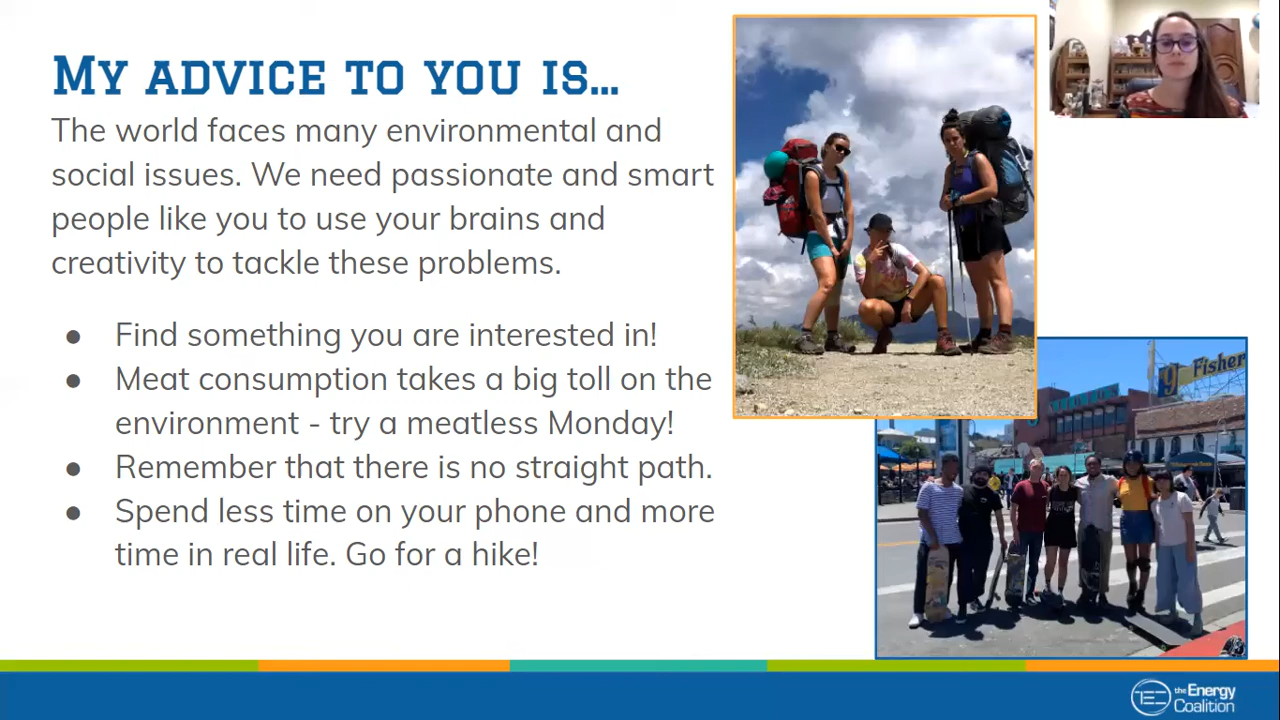 My advice to you is...
The world faces many environmental and
social issues. We need passionate and smart
people like you to use your brains and
creativity to tackle these problems.
● Find something you are interested in!
● Meat consumption takes a big toll on the
environment - try a meatless Monday!
● Remember that there is no straight path.
● Spend less time on your phone and more
time in real life. Go for a hike!
9 Fisher
the Energy
Coalition